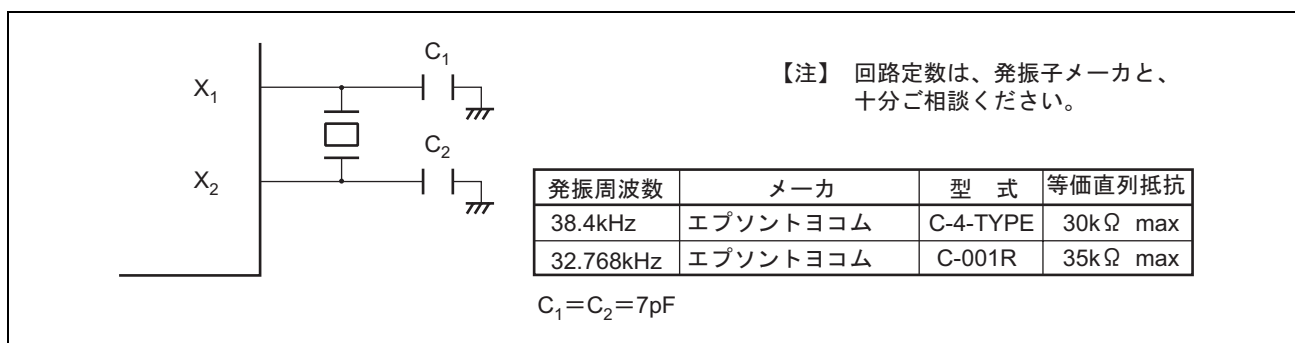 X1
X2
C1
C2
【注】 回路定数は、発振子メーカと、
十分ご相談ください。
発振周波数 メーカ 型 式 等価直列抵抗
38.4kHz エプソントヨコム C-4-TYPE 30kΩ max
32.768kHz エプソントヨコム C-001R 35kΩ max
C1＝C2＝7pF